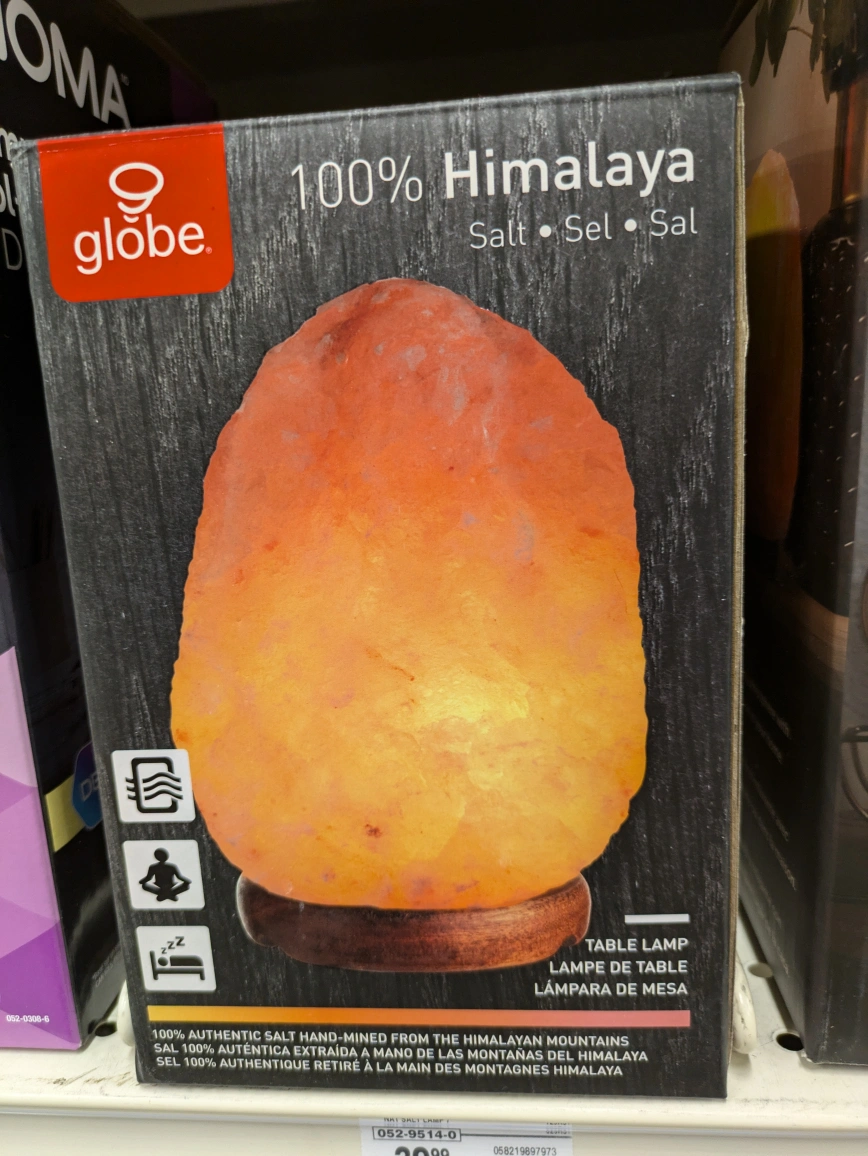 OMA
globe
100% Himalaya
Salt • Sel • Sal
zzZ
TABLE LAMP
LAMPE DE TABLE
LÁMPARA DE MESA
100% AUTHENTIC SALT HAND-MINED FROM THE HIMALAYAN MOUNTAINS
SAL 100% AUTÉNTICA EXTRAÍDA A MANO DE LAS MONTAÑAS DEL HIMALAYA
SEL 100% AUTHENTIQUE RETIRÉ À LA MAIN DES MONTAGNES HIMALAYA
052-0308-6
052-9514-0
058219897973